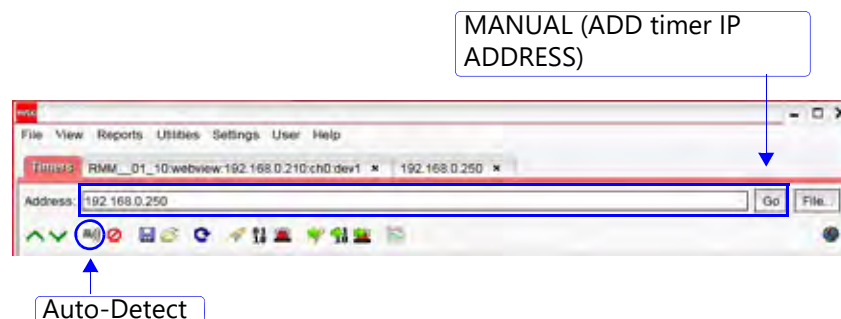 MANUAL (ADD timer IP
ADDRESS)
File View Reports Utilities Settings User Help
Timers RMM__01_10:webview:192.168.0.210:ch0:dev1 × 192.168.0.250 ×
Address: 192.168.0.250 Go File...
Auto-Detect